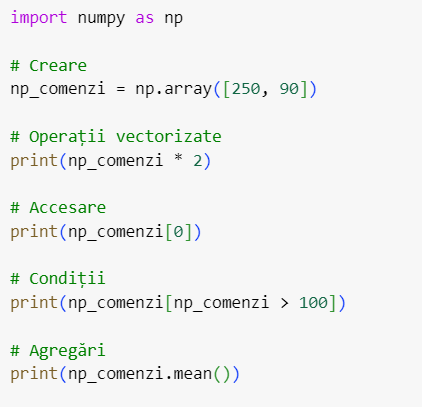 import numpy as np
# Creare
np_comenzi = np.array([250, 90])
# Operații vectorizate
print(np_comenzi * 2)
# Accesare
print(np_comenzi[0])
# Condiții
print(np_comenzi[np_comenzi > 100])
# Agregări
print(np_comenzi.mean())